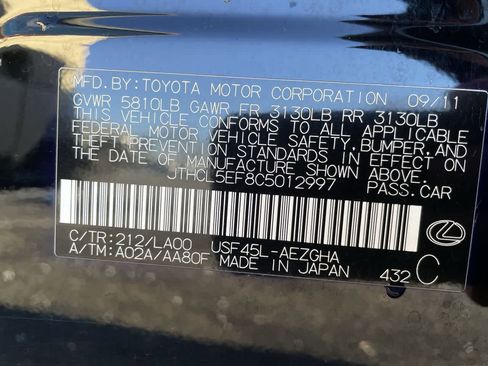 MFD.BY:TOYOTA MOTOR CORPORATION 09/11
GVWR 5810LB GAWR FR 3130LB RR 3130LB
THIS VEHICLE CONFORMS TO ALL APPLICABLE
FEDERAL MOTOR VEHICLE SAFETY, BUMPER, AND
THEFT PREVENTION STANDARDS IN EFFECT ON
THE DATE OF MANUFACTURE SHOWN ABOVE.
JTHCL5EF8C5012997 PASS.CAR
C/TR:212/LA00 USF45L-AEZGHA
A/TM:A02A/AA80F MADE IN JAPAN 432 C